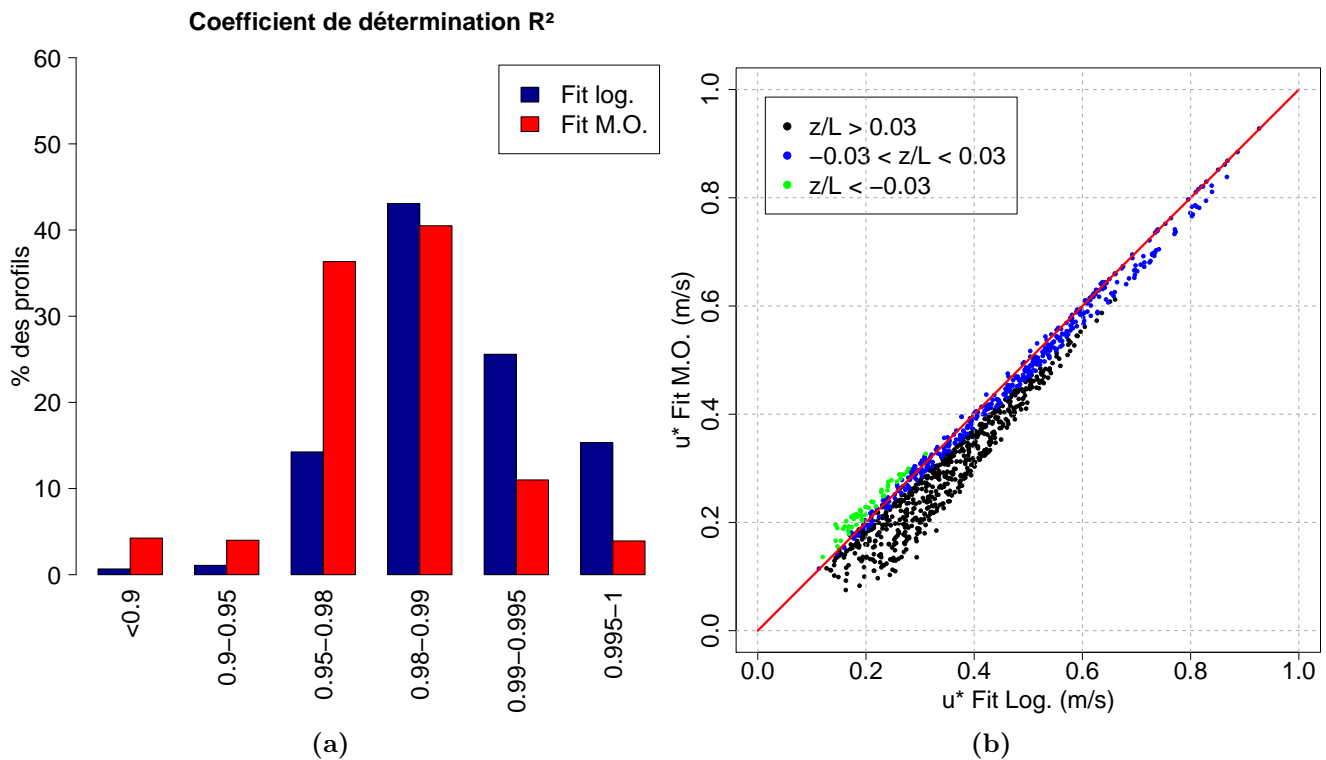 Coefficient de détermination R²
% des profils
60
50
40
30
20
10
0
Fit log.
Fit M.O.
<0.9
0.9−0.95
0.95−0.98
0.98−0.99
0.99−0.995
0.995−1
(a)
u* Fit M.O. (m/s)
1.0
0.8
0.6
0.4
0.2
0.0
z/L > 0.03
−0.03 < z/L < 0.03
z/L < −0.03
0.0 0.2 0.4 0.6 0.8 1.0
u* Fit Log. (m/s)
(b)